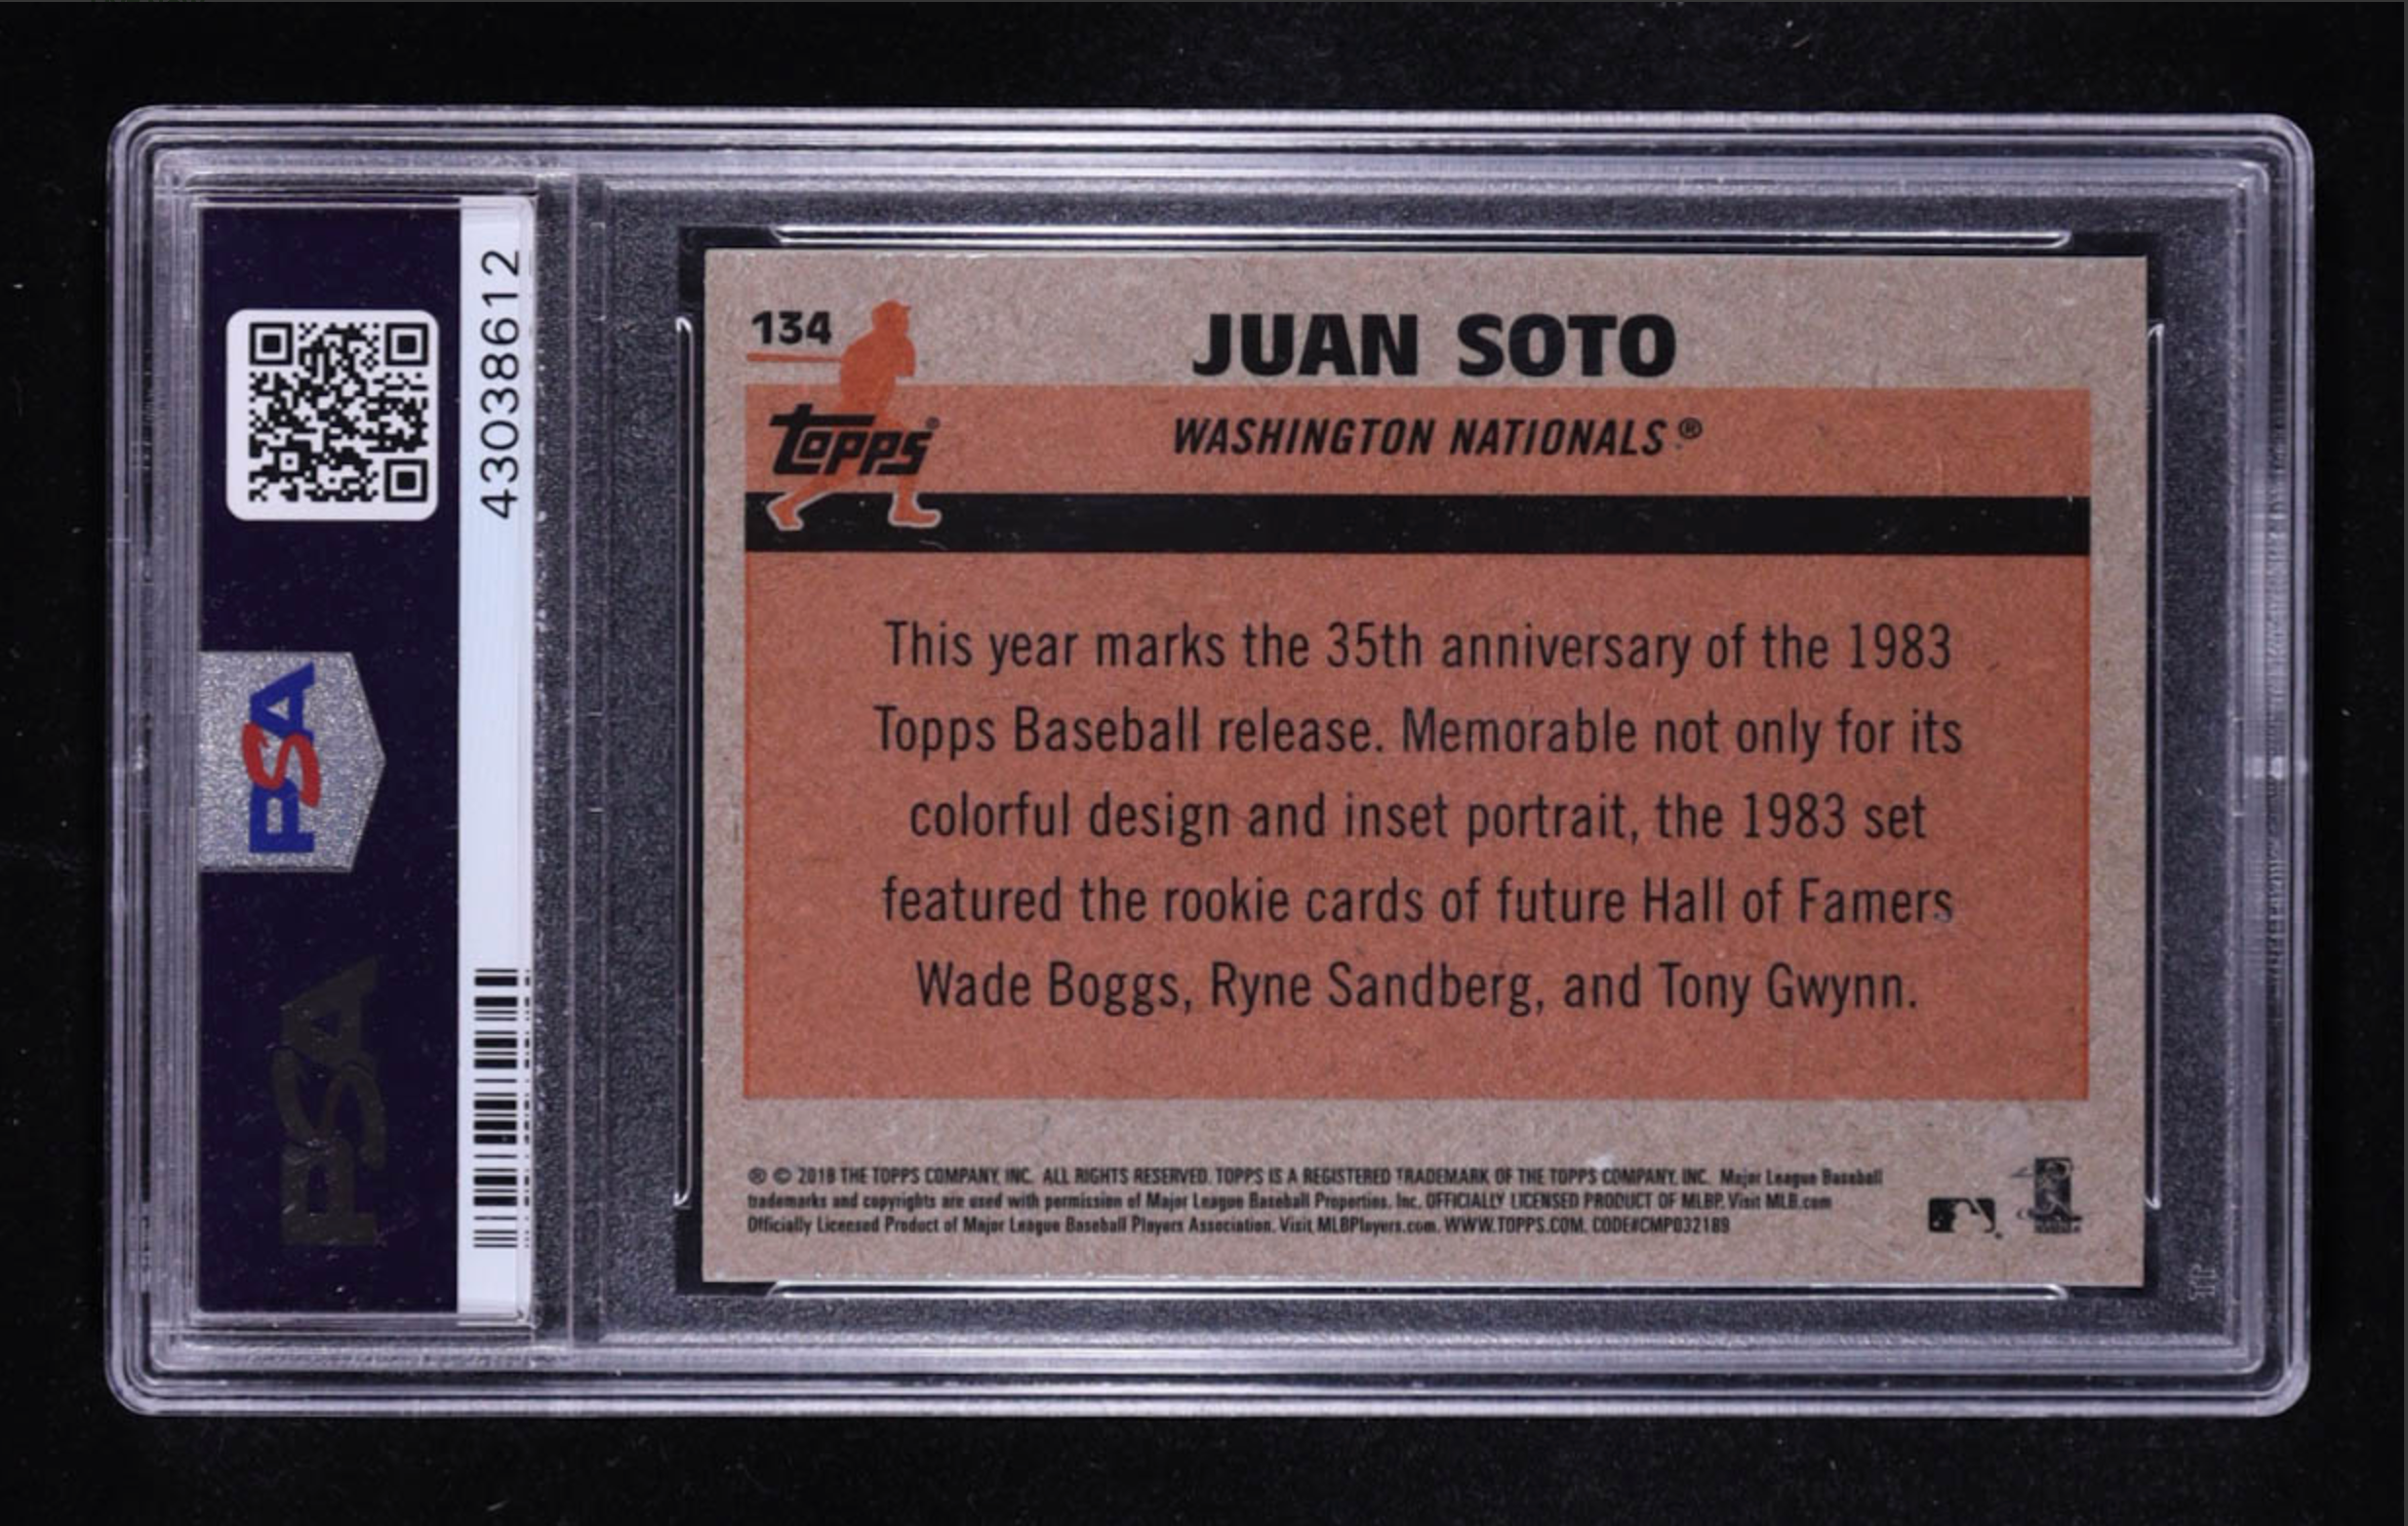 43038612
PSA
PSA
134
JUAN SOTO
topps®
WASHINGTON NATIONALS®
This year marks the 35th anniversary of the 1983
Topps Baseball release. Memorable not only for its
colorful design and inset portrait, the 1983 set
featured the rookie cards of future Hall of Famers
Wade Boggs, Ryne Sandberg, and Tony Gwynn.
® © 2018 THE TOPPS COMPANY, INC. ALL RIGHTS RESERVED. TOPPS IS A REGISTERED TRADEMARK OF THE TOPPS COMPANY, INC. Major League Baseball
trademarks and copyrights are used with permission of Major League Baseball Properties, Inc. OFFICIALLY LICENSED PRODUCT OF MLBP. Visit MLB.com
Officially Licensed Product of Major League Baseball Players Association. Visit MLBPlayers.com. WWW.TOPPS.COM. CODE#CMP032189